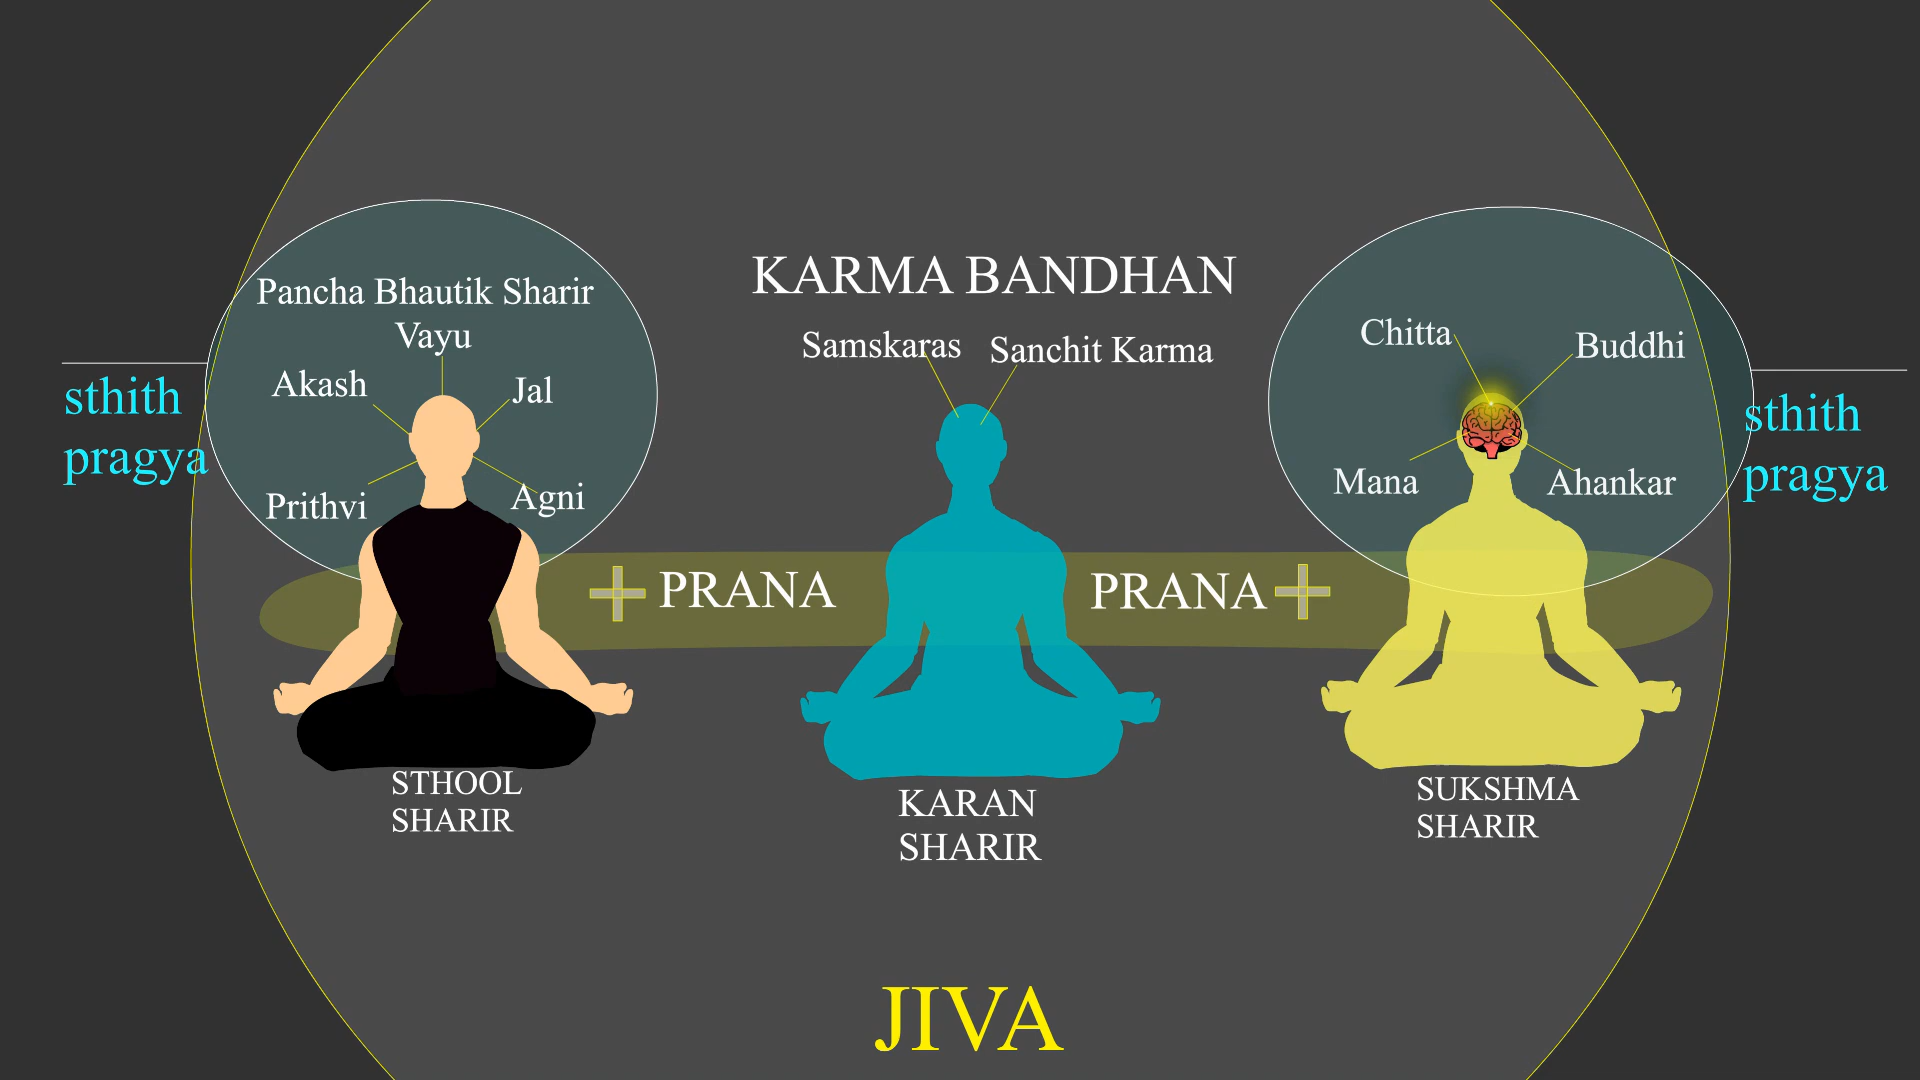 KARMA BANDHAN
Pancha Bhautik Sharir
Vayu
Akash
Jal
Prithvi
Agni
sthith
pragya
Samskaras
Sanchit Karma
Chitta
Buddhi
Mana
Ahankar
sthith
pragya
PRANA
PRANA
STHOOL
SHARIR
KARAN
SHARIR
SUKSHMA
SHARIR
JIVA